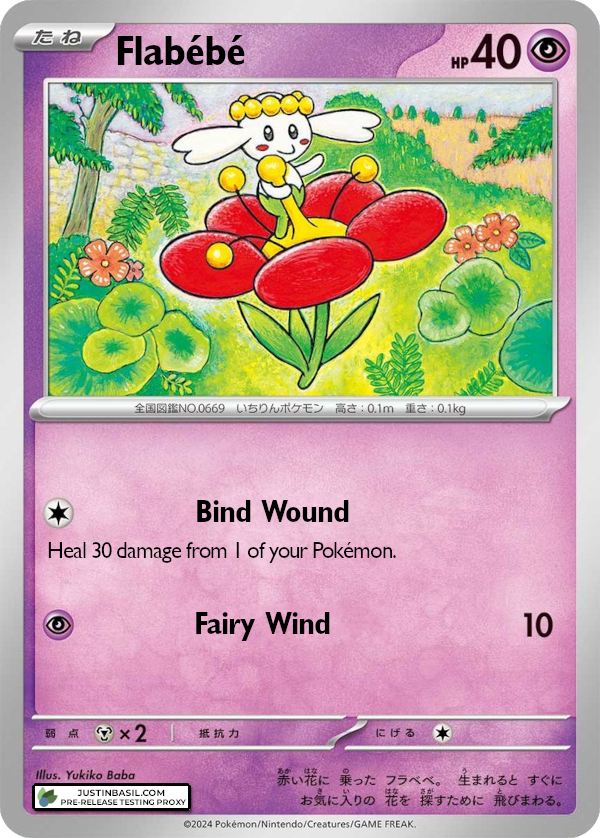 たね Flabébé HP40
全国図鑑NO.0669 いちりんポケモン 高さ:0.1m 重さ:0.1kg
Bind Wound
Heal 30 damage from 1 of your Pokémon.
Fairy Wind 10
弱点 ×2 抵抗力 にげる
Illus. Yukiko Baba
JUSTINBASIL.COM
PRE-RELEASE TESTING PROXY
赤い花に 乗った フラベベ。 生まれると すぐに
お気に入りの 花を 探すために 飛びまわる。
©2024 Pokémon/Nintendo/Creatures/GAME FREAK.